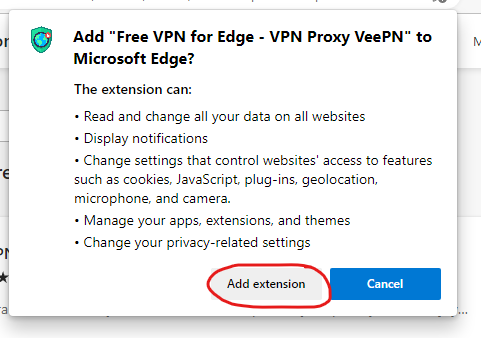 Add "Free VPN for Edge - VPN Proxy VeePN" to
Microsoft Edge?
The extension can:
• Read and change all your data on all websites
• Display notifications
• Change settings that control websites' access to features
such as cookies, JavaScript, plug-ins, geolocation,
microphone, and camera.
• Manage your apps, extensions, and themes
• Change your privacy-related settings
Add extension
Cancel